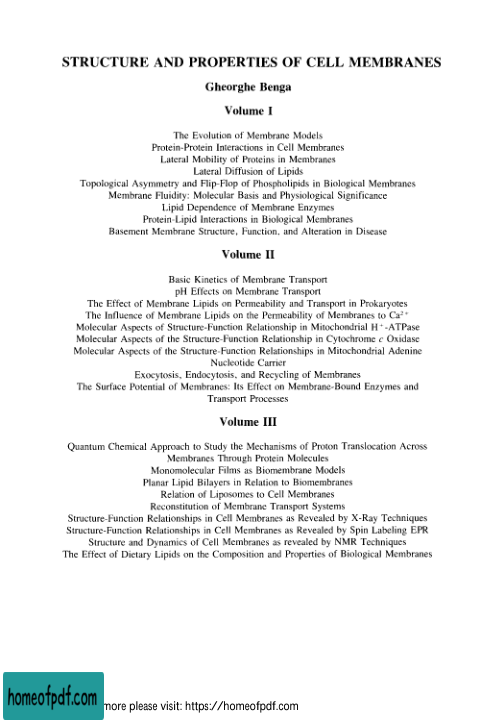 STRUCTURE AND PROPERTIES OF CELL MEMBRANES
Gheorghe Benga
Volume I
The Evolution of Membrane Models
Protein-Protein Interactions in Cell Membranes
Lateral Mobility of Proteins in Membranes
Lateral Diffusion of Lipids
Topological Asymmetry and Flip-Flop of Phospholipids in Biological Membranes
Membrane Fluidity: Molecular Basis and Physiological Significance
Lipid Dependence of Membrane Enzymes
Protein-Lipid Interactions in Biological Membranes
Basement Membrane Structure, Function, and Alteration in Disease
Volume II
Basic Kinetics of Membrane Transport
pH Effects on Membrane Transport
The Effect of Membrane Lipids on Permeability and Transport in Prokaryotes
The Influence of Membrane Lipids on the Permeability of Membranes to Ca²⁺
Molecular Aspects of Structure-Function Relationship in Mitochondrial H⁺-ATPase
Molecular Aspects of the Structure-Function Relationship in Cytochrome c Oxidase
Molecular Aspects of the Structure-Function Relationships in Mitochondrial Adenine
Nucleotide Carrier
Exocytosis, Endocytosis, and Recycling of Membranes
The Surface Potential of Membranes: Its Effect on Membrane-Bound Enzymes and
Transport Processes
Volume III
Quantum Chemical Approach to Study the Mechanisms of Proton Translocation Across
Membranes Through Protein Molecules
Monomolecular Films as Biomembrane Models
Planar Lipid Bilayers in Relation to Biomembranes
Relation of Liposomes to Cell Membranes
Reconstitution of Membrane Transport Systems
Structure-Function Relationships in Cell Membranes as Revealed by X-Ray Techniques
Structure-Function Relationships in Cell Membranes as Revealed by Spin Labeling EPR
Structure and Dynamics of Cell Membranes as revealed by NMR Techniques
The Effect of Dietary Lipids on the Composition and Properties of Biological Membranes
homeofpdf.com more please visit: https://homeofpdf.com